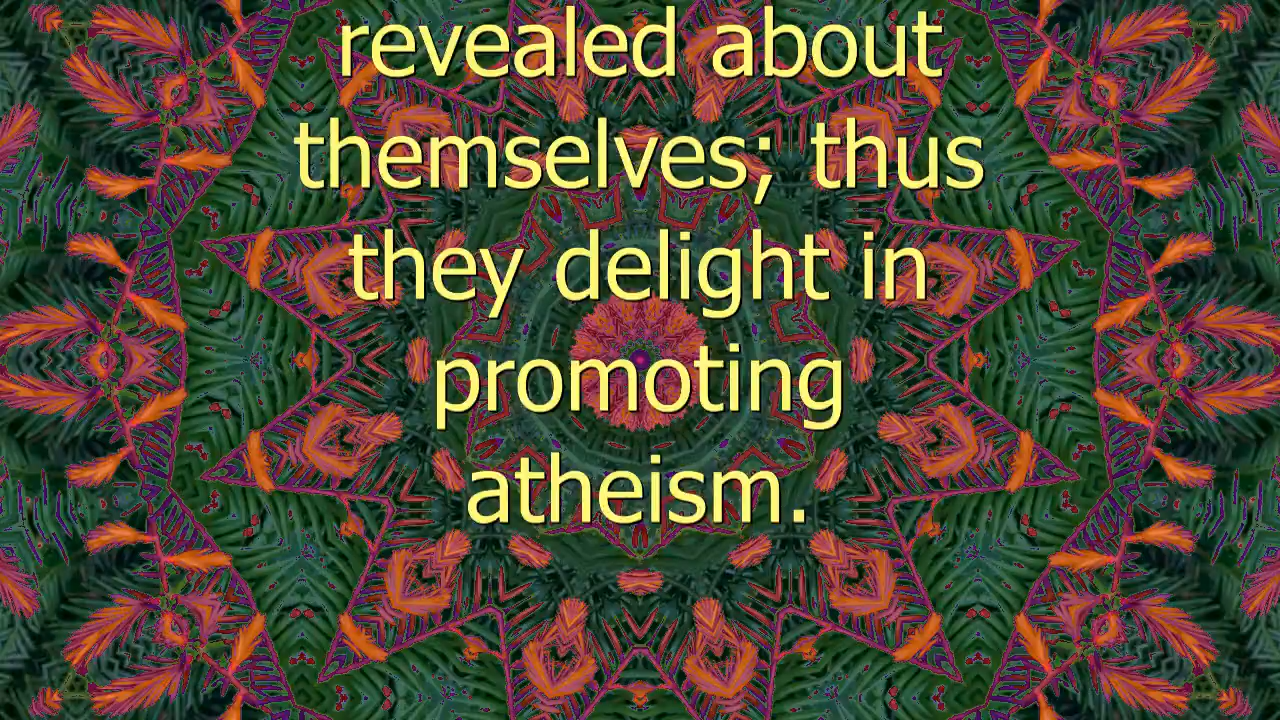 revealed about
themselves; thus
they delight in
promoting
atheism.